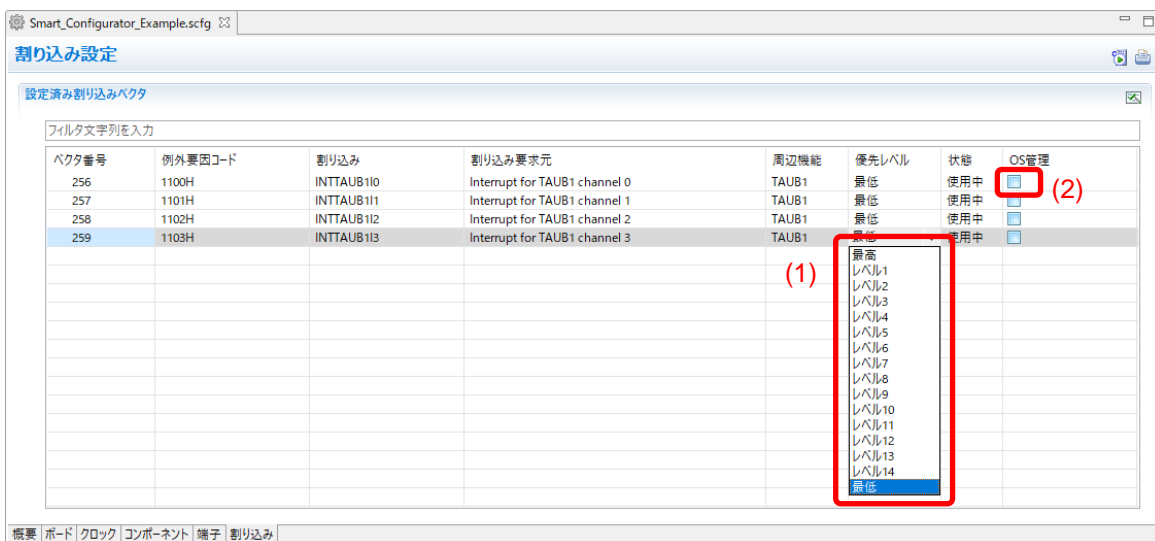 Smart_Configurator_Example.scfg
割り込み設定
設定済み割り込みベクタ
フィルタ文字列を入力
ベクタ番号 例外要因コード 割り込み 割り込み要求元 周辺機能 優先レベル 状態 OS管理
256 1100H INTTAUB1I0 Interrupt for TAUB1 channel 0 TAUB1 最低 使用中
(2)
257 1101H INTTAUB1I1 Interrupt for TAUB1 channel 1 TAUB1 最低 使用中
258 1102H INTTAUB1I2 Interrupt for TAUB1 channel 2 TAUB1 最低 使用中
259 1103H INTTAUB1I3 Interrupt for TAUB1 channel 3 TAUB1 最低 使用中
(1)
最高
レベル1
レベル2
レベル3
レベル4
レベル5
レベル6
レベル7
レベル8
レベル9
レベル10
レベル11
レベル12
レベル13
レベル14
最低
概要 ボード クロック コンポーネント 端子 割り込み